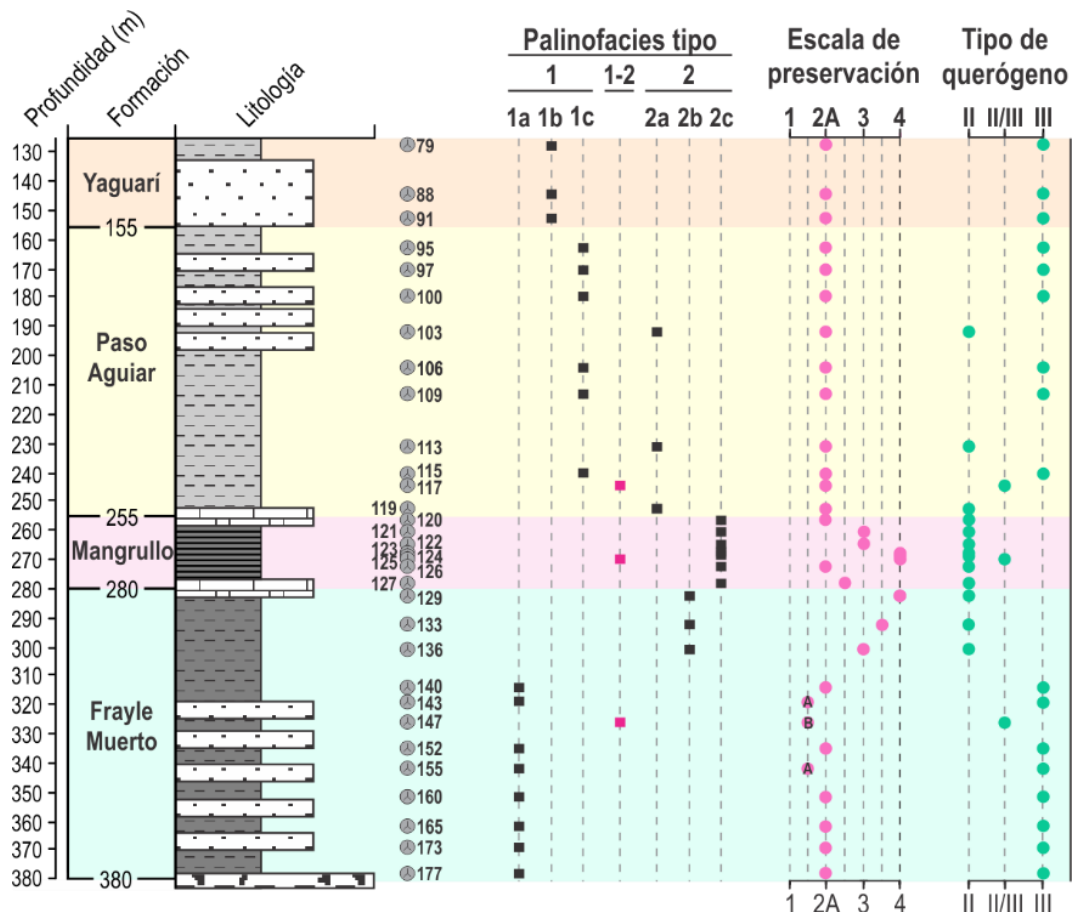 Profundidad (m)
Formación
Litología
Palinofacies tipo
1 1-2 2
1a 1b 1c 2a 2b 2c
Escala de
preservación
1 2A 3 4
Tipo de
querógeno
II II/III III
130
140
150
160
170
180
190
200
210
220
230
240
250
260
270
280
290
300
310
320
330
340
350
360
370
380
Yaguarí
155
Paso
Aguiar
255
Mangrullo
280
Frayle
Muerto
380
79
88
91
95
97
100
103
106
109
113
115
117
119
120
121
122
123
124
125
126
127
129
133
136
140
143
147
152
155
160
165
173
177
A
B
A
1 2A 3 4
II II/III III